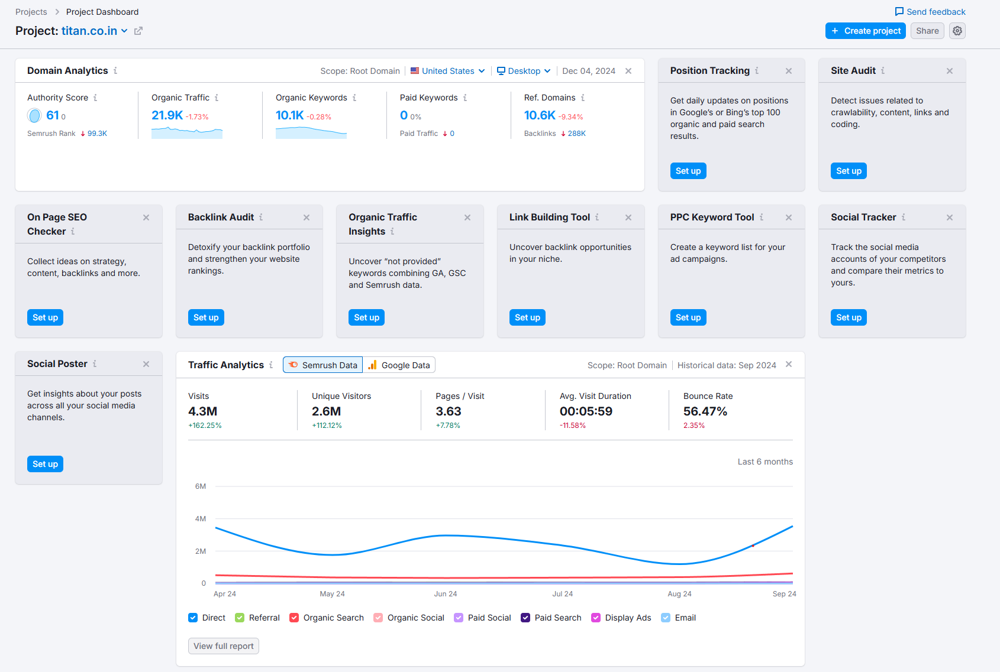 Projects > Project Dashboard
Send feedback
Project: titan.co.in
+ Create project
Share
Domain Analytics i
Scope: Root Domain
United States
Desktop
Dec 04, 2024
Authority Score i
61 0
Semrush Rank ↓ 99.3K
Organic Traffic i
21.9K -1.73%
Organic Keywords i
10.1K -0.28%
Paid Keywords i
0 0%
Paid Traffic ↓ 0
Ref. Domains i
10.6K -9.34%
Backlinks ↓ 288K
Position Tracking i
Get daily updates on positions
in Google’s or Bing’s top 100
organic and paid search
results.
Set up
Site Audit i
Detect issues related to
crawlability, content, links and
coding.
Set up
On Page SEO
Checker i
Collect ideas on strategy,
content, backlinks and more.
Set up
Backlink Audit i
Detoxify your backlink portfolio
and strengthen your website
rankings.
Set up
Organic Traffic
Insights i
Uncover “not provided”
keywords combining GA, GSC
and Semrush data.
Set up
Link Building Tool i
Uncover backlink opportunities
in your niche.
Set up
PPC Keyword Tool i
Create a keyword list for your
ad campaigns.
Set up
Social Tracker i
Track the social media
accounts of your competitors
and compare their metrics to
yours.
Set up
Social Poster i
Get insights about your posts
across all your social media
channels.
Set up
Traffic Analytics i
Semrush Data
Google Data
Scope: Root Domain
Historical data: Sep 2024
Visits
4.3M
+162.25%
Unique Visitors
2.6M
+112.12%
Pages / Visit
3.63
+7.78%
Avg. Visit Duration
00:05:59
-11.58%
Bounce Rate
56.47%
2.35%
Last 6 months
6M
4M
2M
0
Apr 24
May 24
Jun 24
Jul 24
Aug 24
Sep 24
Direct
Referral
Organic Search
Organic Social
Paid Social
Paid Search
Display Ads
Email
View full report